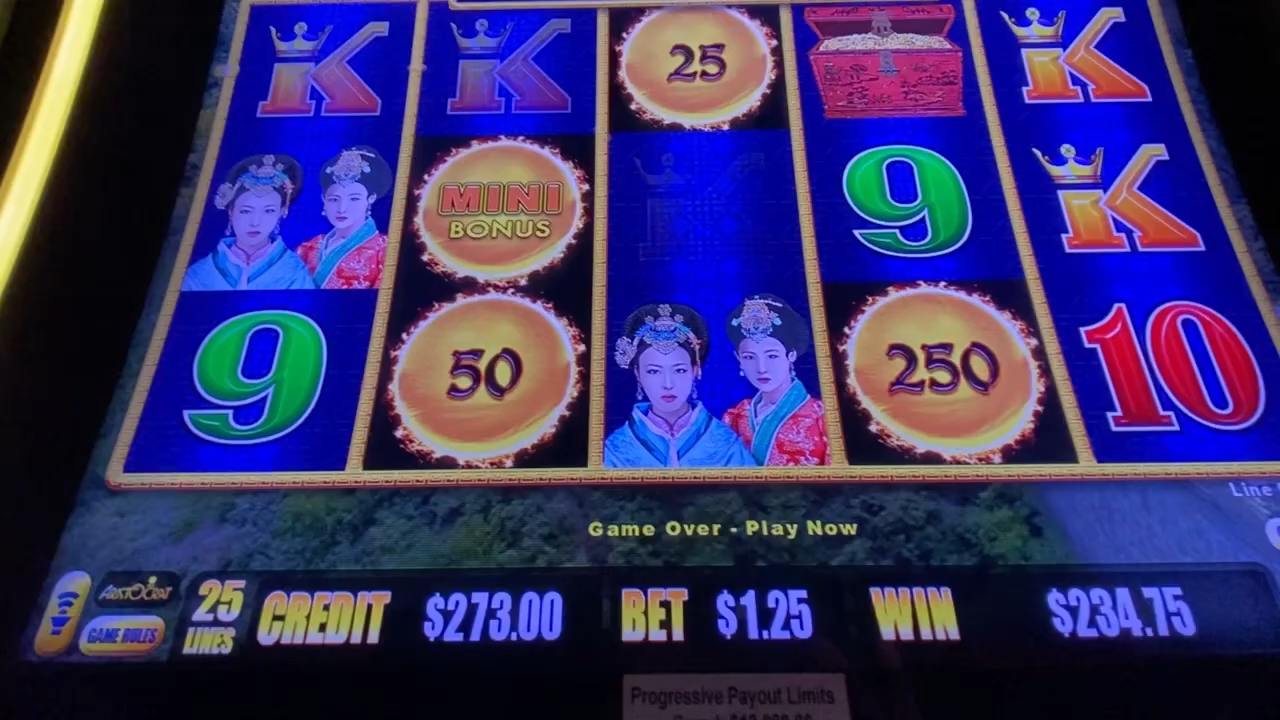 K K 25 K
MINI
BONUS
9 K
9 50 250 10
Line
Game Over - Play Now
ARISTOCRAT
GAME RULES
25
LINES
CREDIT $273.00 BET $1.25 WIN $234.75
Progressive Payout Limits